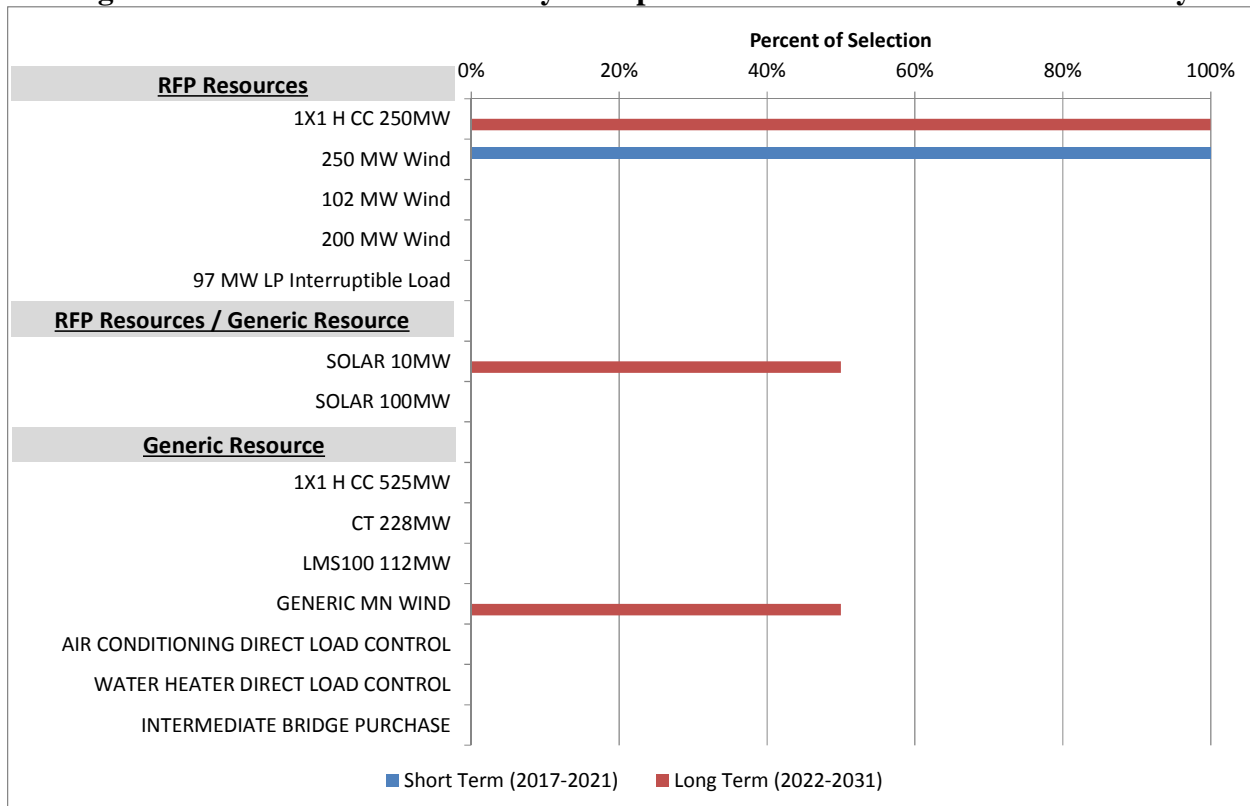 Percent of Selection
0% 20% 40% 60% 80% 100%
RFP Resources
1X1 H CC 250MW
250 MW Wind
102 MW Wind
200 MW Wind
97 MW LP Interruptible Load
RFP Resources / Generic Resource
SOLAR 10MW
SOLAR 100MW
Generic Resource
1X1 H CC 525MW
CT 228MW
LMS100 112MW
GENERIC MN WIND
AIR CONDITIONING DIRECT LOAD CONTROL
WATER HEATER DIRECT LOAD CONTROL
INTERMEDIATE BRIDGE PURCHASE
Short Term (2017-2021) Long Term (2022-2031)